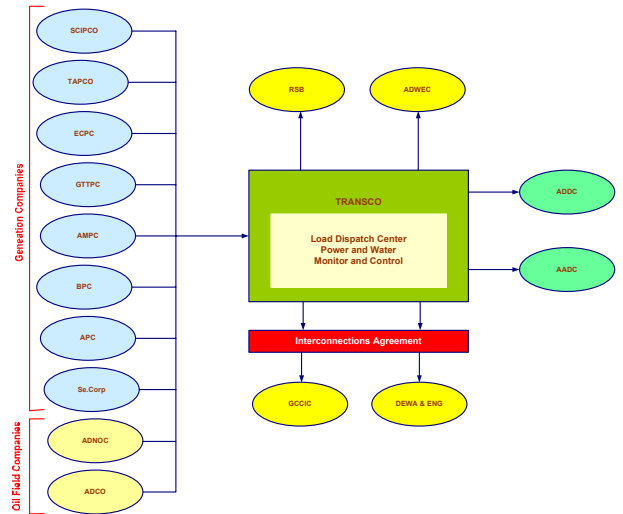 Geneation Companies
SCIPCO
TAPCO
ECPC
GTTPC
AMPC
BPC
APC
Se.Corp
Oil Field Companies
ADNOC
ADCO
RSB
ADWEC
TRANSCO
Load Dispatch Center
Power and Water
Monitor and Control
ADDC
AADC
Interconnections Agreement
GCCIC
DEWA & ENG